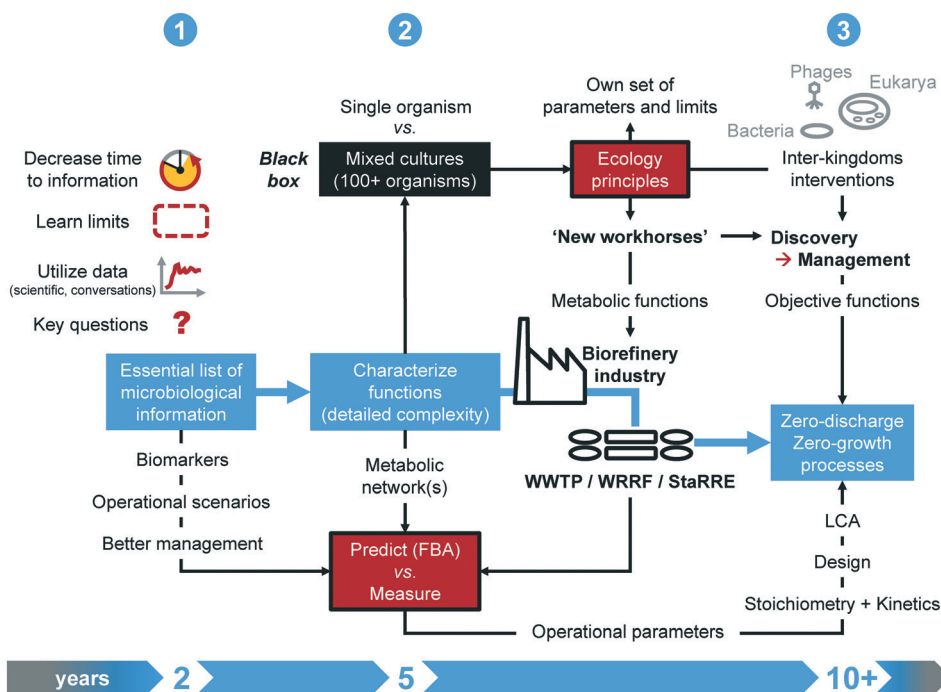 1
2
3
Decrease time
to information
Learn limits
Utilize data
(scientific, conversations)
Key questions
?
Essential list of
microbiological
information
Biomarkers
Operational scenarios
Better management
Single organism
vs.
Black
box
Mixed cultures
(100+ organisms)
Characterize
functions
(detailed complexity)
Metabolic
network(s)
Predict (FBA)
vs.
Measure
Own set of
parameters and limits
Ecology
principles
'New workhorses'
Metabolic functions
Biorefinery
industry
WWTP / WRRF / StaRRE
Operational parameters
Phages
Eukarya
Bacteria
Inter-kingdoms
interventions
Discovery
→ Management
Objective functions
Zero-discharge
Zero-growth
processes
LCA
Design
Stoichiometry + Kinetics
years
2
5
10+